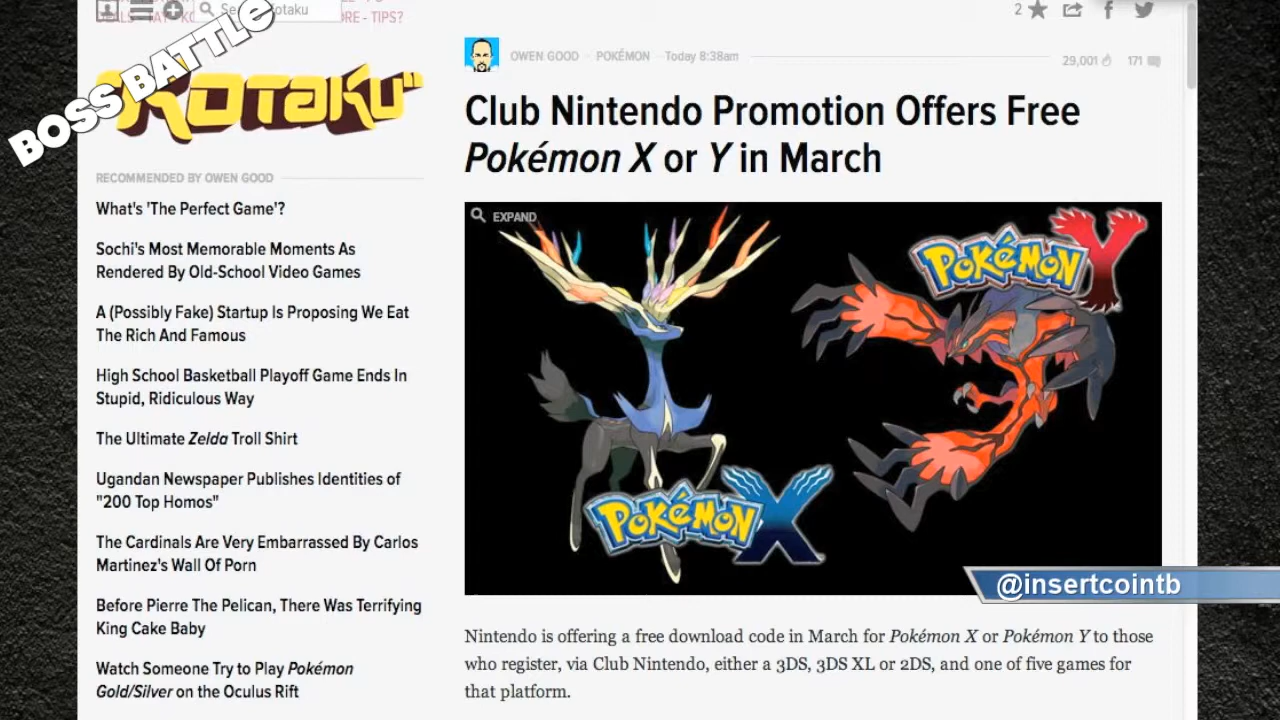 BOSS BATTLE
KOTAKU
RECOMMENDED BY OWEN GOOD
What's 'The Perfect Game'?
Sochi's Most Memorable Moments As
Rendered By Old-School Video Games
A (Possibly Fake) Startup Is Proposing We Eat
The Rich And Famous
High School Basketball Playoff Game Ends In
Stupid, Ridiculous Way
The Ultimate Zelda Troll Shirt
Ugandan Newspaper Publishes Identities of
"200 Top Homos"
The Cardinals Are Very Embarrassed By Carlos
Martinez's Wall Of Porn
Before Pierre The Pelican, There Was Terrifying
King Cake Baby
Watch Someone Try to Play Pokémon
Gold/Silver on the Oculus Rift
2
OWEN GOOD · POKÉMON Today 8:38am
29,001 171
Club Nintendo Promotion Offers Free
Pokémon X or Y in March
EXPAND
POKéMON Y
POKéMON X
@insertcointb
Nintendo is offering a free download code in March for Pokémon X or Pokémon Y to those
who register, via Club Nintendo, either a 3DS, 3DS XL or 2DS, and one of five games for
that platform.